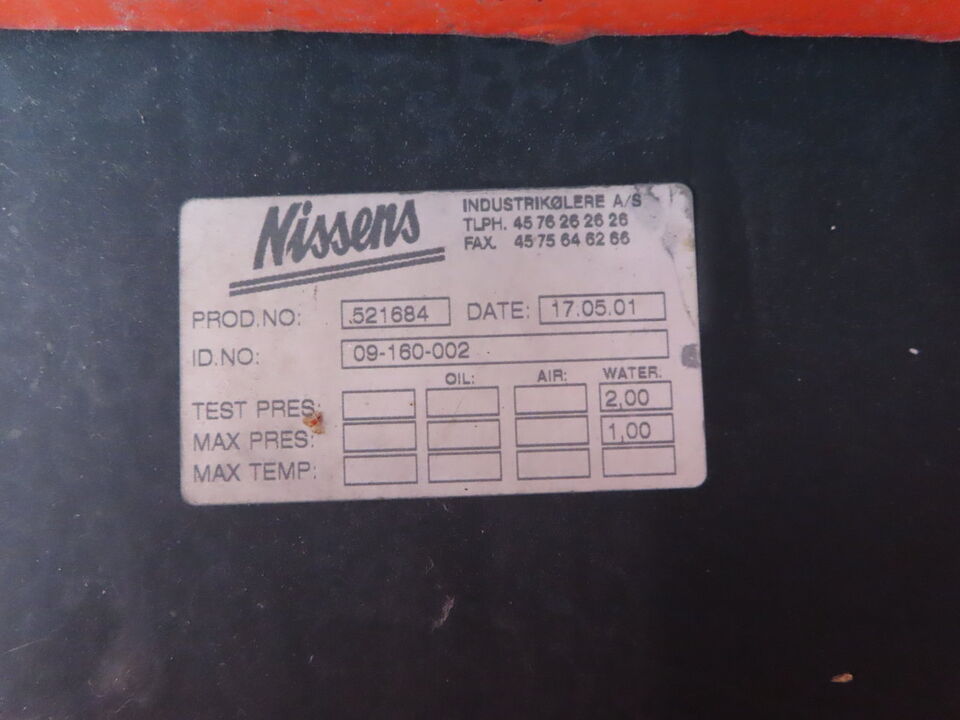 Nissens
INDUSTRIKØLERE A/S
TLPH. 45 76 26 26 26
FAX. 45 75 64 62 66
PROD.NO: .521684 DATE: 17.05.01
ID.NO: 09-160-002
OIL: AIR: WATER:
TEST PRES: 2,00
MAX PRES: 1,00
MAX TEMP: